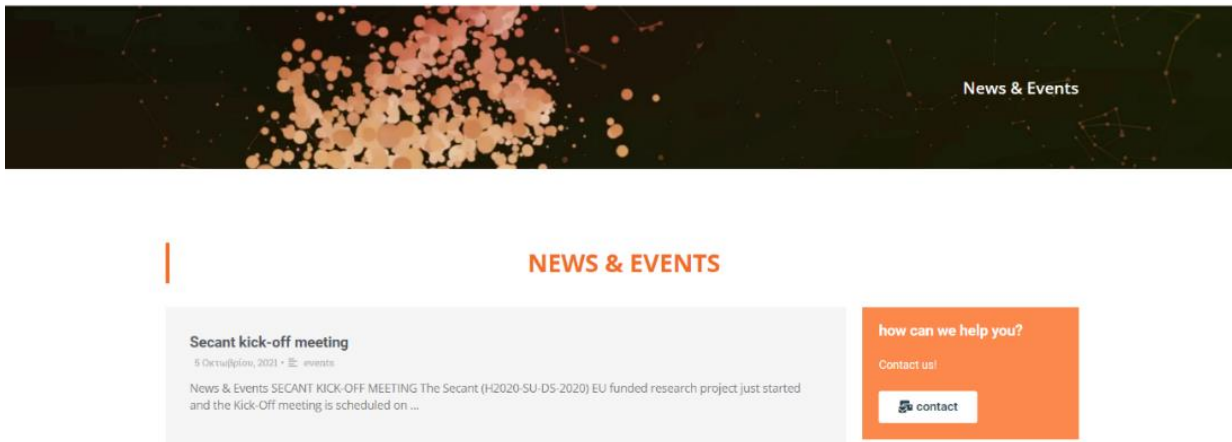 News & Events
NEWS & EVENTS
Secant kick-off meeting
5 Οκτωβρίου, 2021 • events
News & Events SECANT KICK-OFF MEETING The Secant (H2020-SU-DS-2020) EU funded research project just started
and the Kick-Off meeting is scheduled on ...
how can we help you?
Contact us!
contact